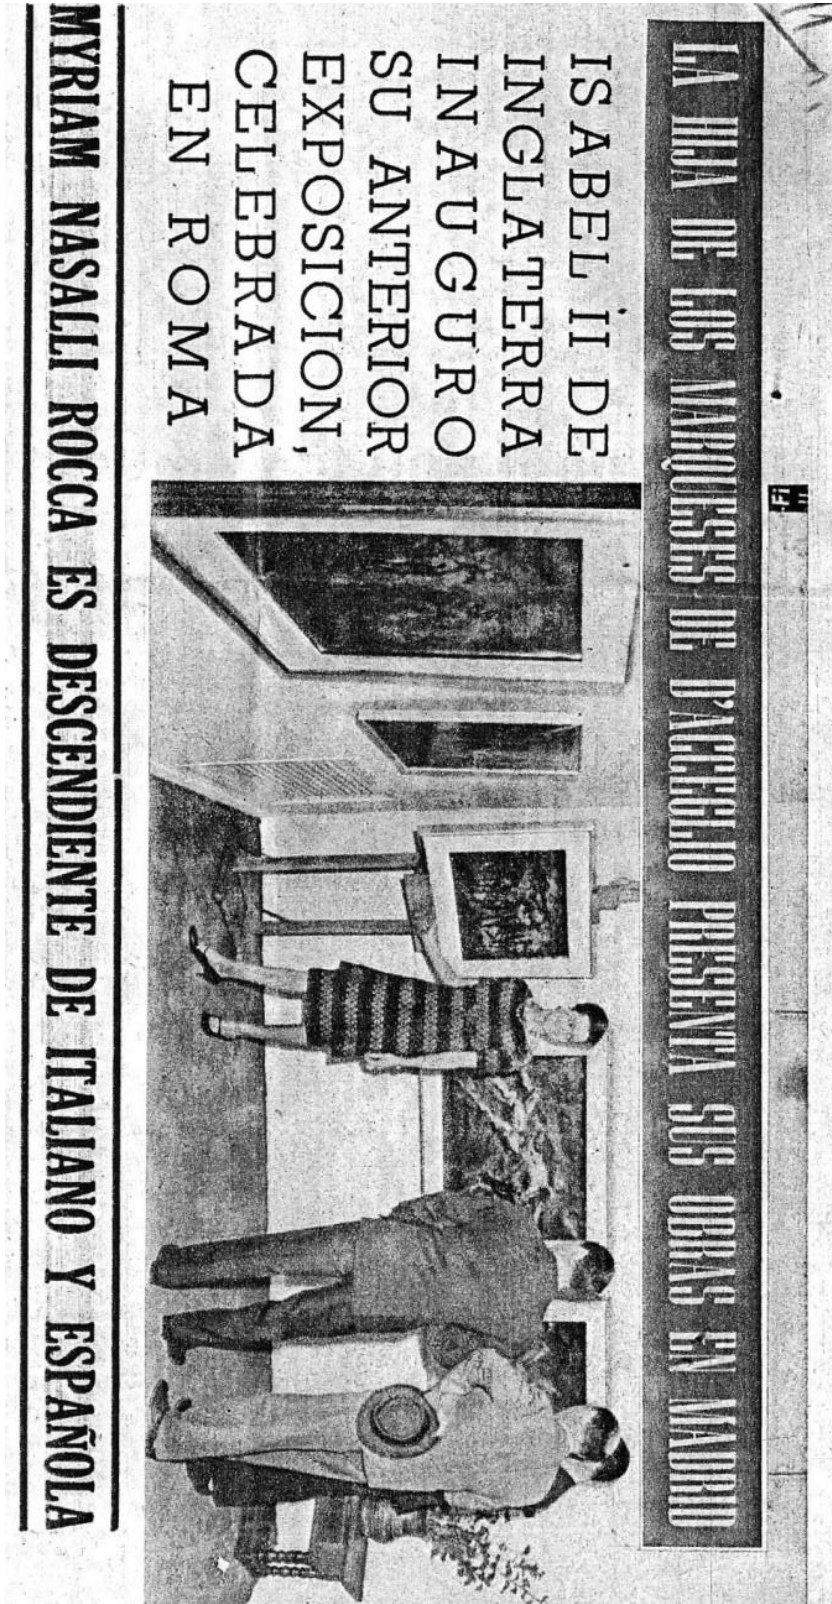 LA HIJA DE LOS MARQUESES DE D'ACCEGLIO PRESENTA SUS OBRAS EN MADRID
ISABEL II DE
INGLATERRA
INAUGURO
SU ANTERIOR
EXPOSICION,
CELEBRADA
EN ROMA
MYRIAM NASALLI ROCCA ES DESCENDIENTE DE ITALIANO Y ESPAÑOLA